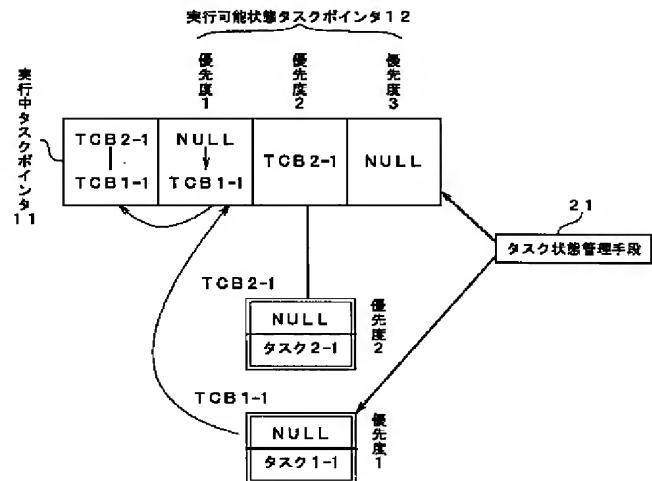 実行可能状態タスクポインタ12
優先度1
優先度2
優先度3
実行中タスクポインタ11
TCB2-1
TCB1-1
NULL
TCB1-1
TCB2-1
NULL
21
タスク状態管理手段
TCB2-1
NULL
タスク2-1
優先度2
TCB1-1
NULL
タスク1-1
優先度1